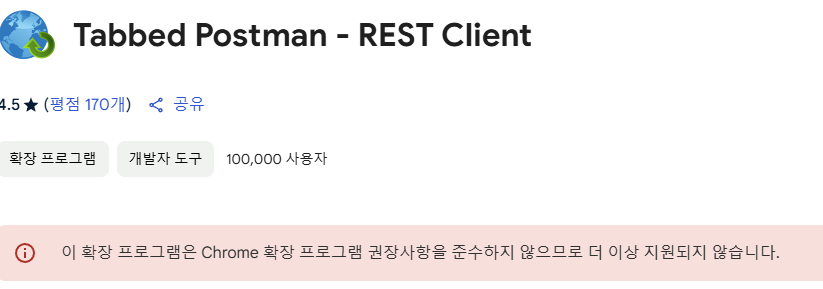 Tabbed Postman - REST Client
4.5 ★ (평점 170개) 공유
확장 프로그램 개발자 도구 100,000 사용자
이 확장 프로그램은 Chrome 확장 프로그램 권장사항을 준수하지 않으므로 더 이상 지원되지 않습니다.